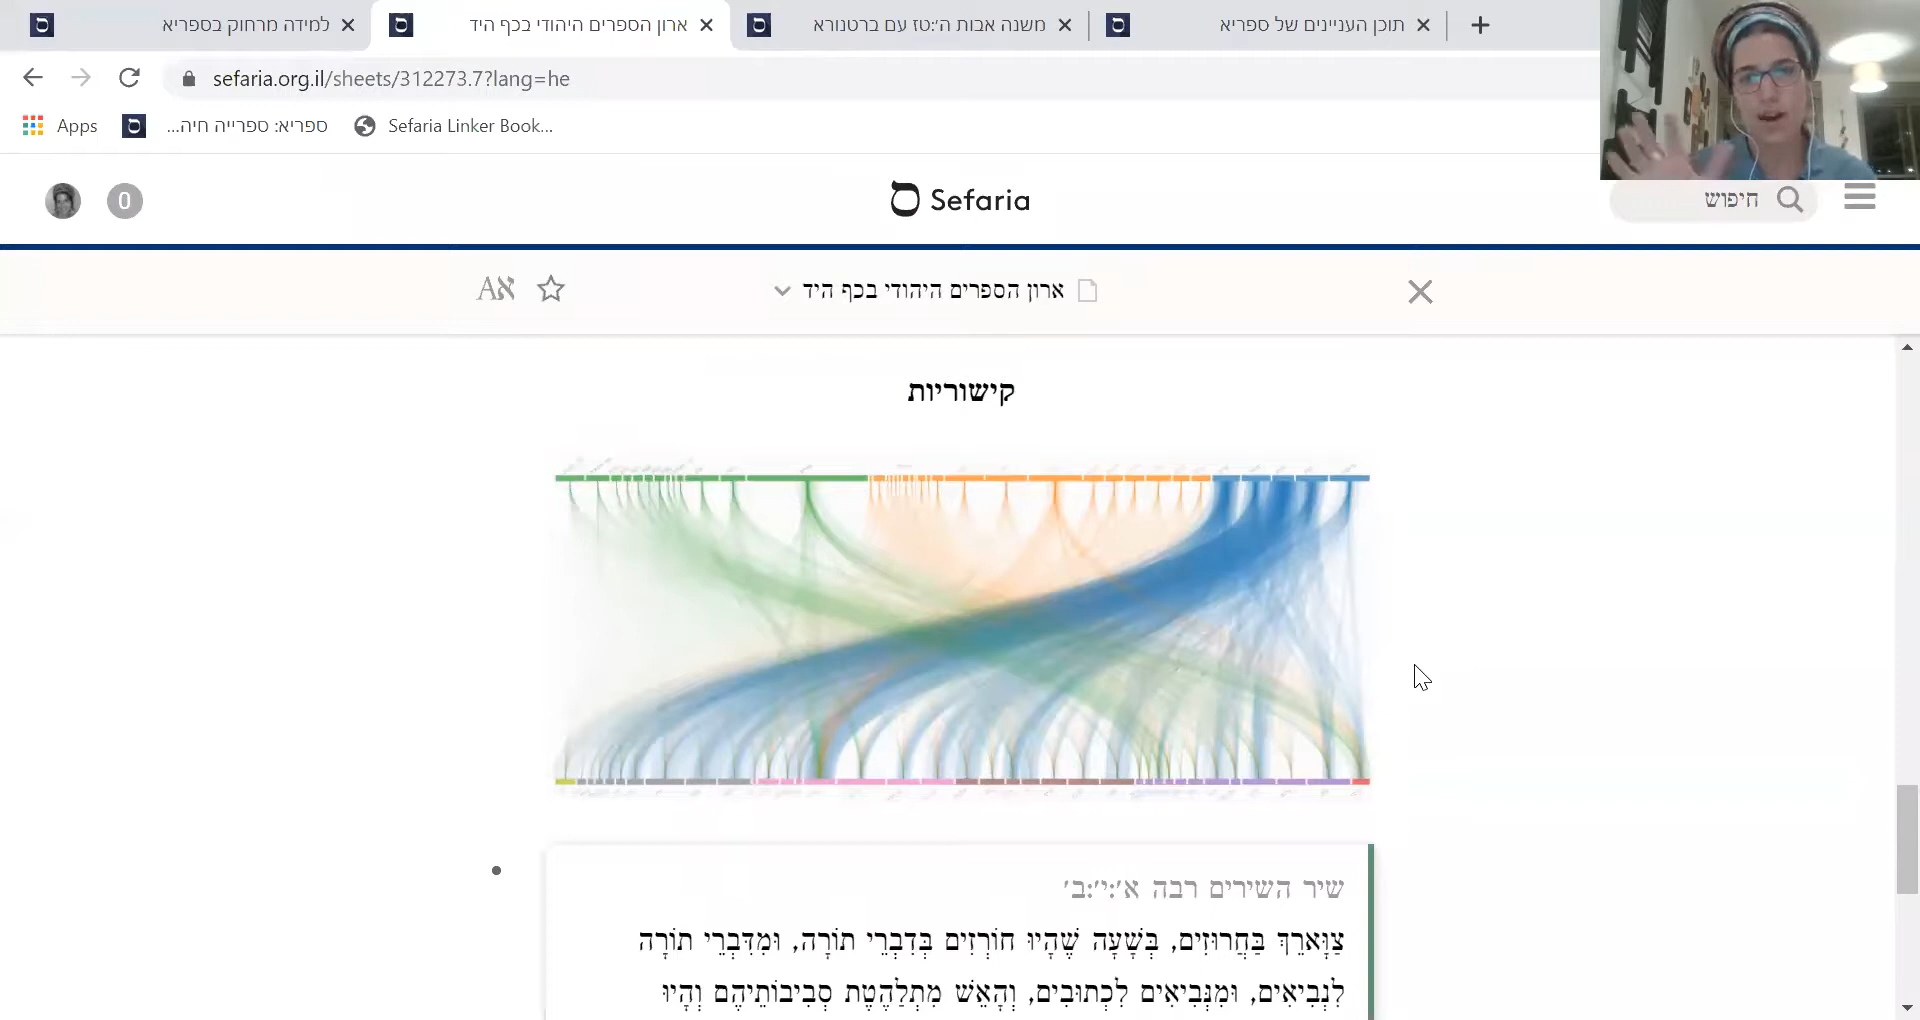 למידה מרחוק בספריא
ארון הספרים היהודי בכף היד
משנה אבות ה׳:טז עם ברטנורא
תוכן העניינים של ספריא
sefaria.org.il/sheets/312273.7?lang=he
Apps
ספריא: ספרייה חיה...
Sefaria Linker Book...
0
Sefaria
חיפוש
Aא
ארון הספרים היהודי בכף היד
קישוריות
שיר השירים רבה א׳:י׳:ב׳
צַוָּארֵךְ בַּחֲרוּזִים, בְּשָׁעָה שֶׁהָיוּ חוֹרְזִים בְּדִבְרֵי תוֹרָה, וּמִדִּבְרֵי תוֹרָה
לִנְבִיאִים, וּמִנְּבִיאִים לִכְתוּבִים, וְהָאֵשׁ מִתְלַהֶטֶת סְבִיבוֹתֵיהֶם וְהָיוּ